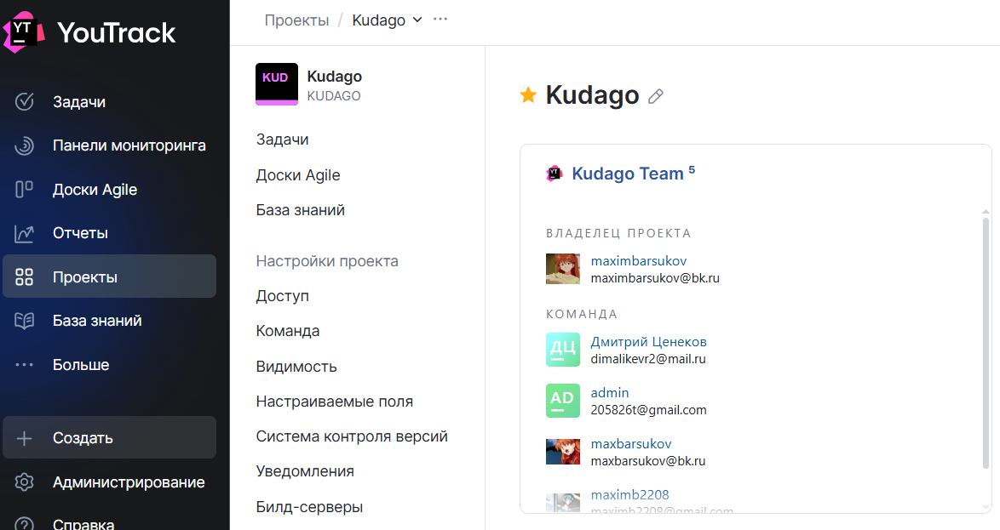 YT YouTrack
Задачи
Панели мониторинга
Доски Agile
Отчеты
Проекты
База знаний
Больше
Создать
Администрирование
Справка
Проекты / Kudago
KUD
Kudago
KUDAGO
Задачи
Доски Agile
База знаний
Настройки проекта
Доступ
Команда
Видимость
Настраиваемые поля
Система контроля версий
Уведомления
Билд-серверы
Kudago
YT Kudago Team 5
ВЛАДЕЛЕЦ ПРОЕКТА
maximbarsukov
maximbarsukov@bk.ru
КОМАНДА
ДЦ
Дмитрий Ценеков
dimalikevr2@mail.ru
AD
admin
205826t@gmail.com
maxbarsukov
maxbarsukov@bk.ru
maximb2208
maximb2208@gmail.com